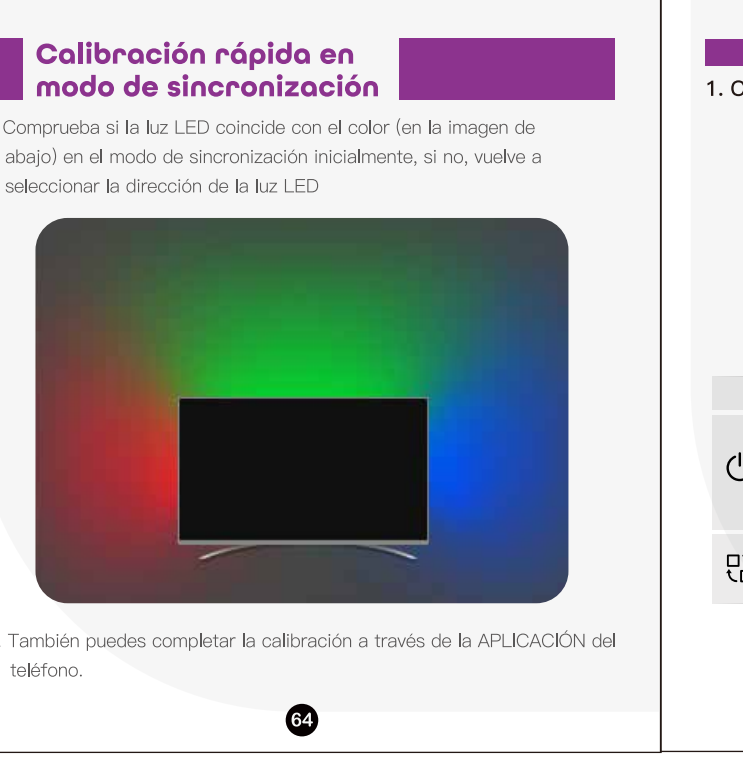 Calibración rápida en
modo de sincronización
Comprueba si la luz LED coincide con el color (en la imagen de
abajo) en el modo de sincronización inicialmente, si no, vuelve a
seleccionar la dirección de la luz LED
. También puedes completar la calibración a través de la APLICACIÓN del
teléfono.
64
1. C